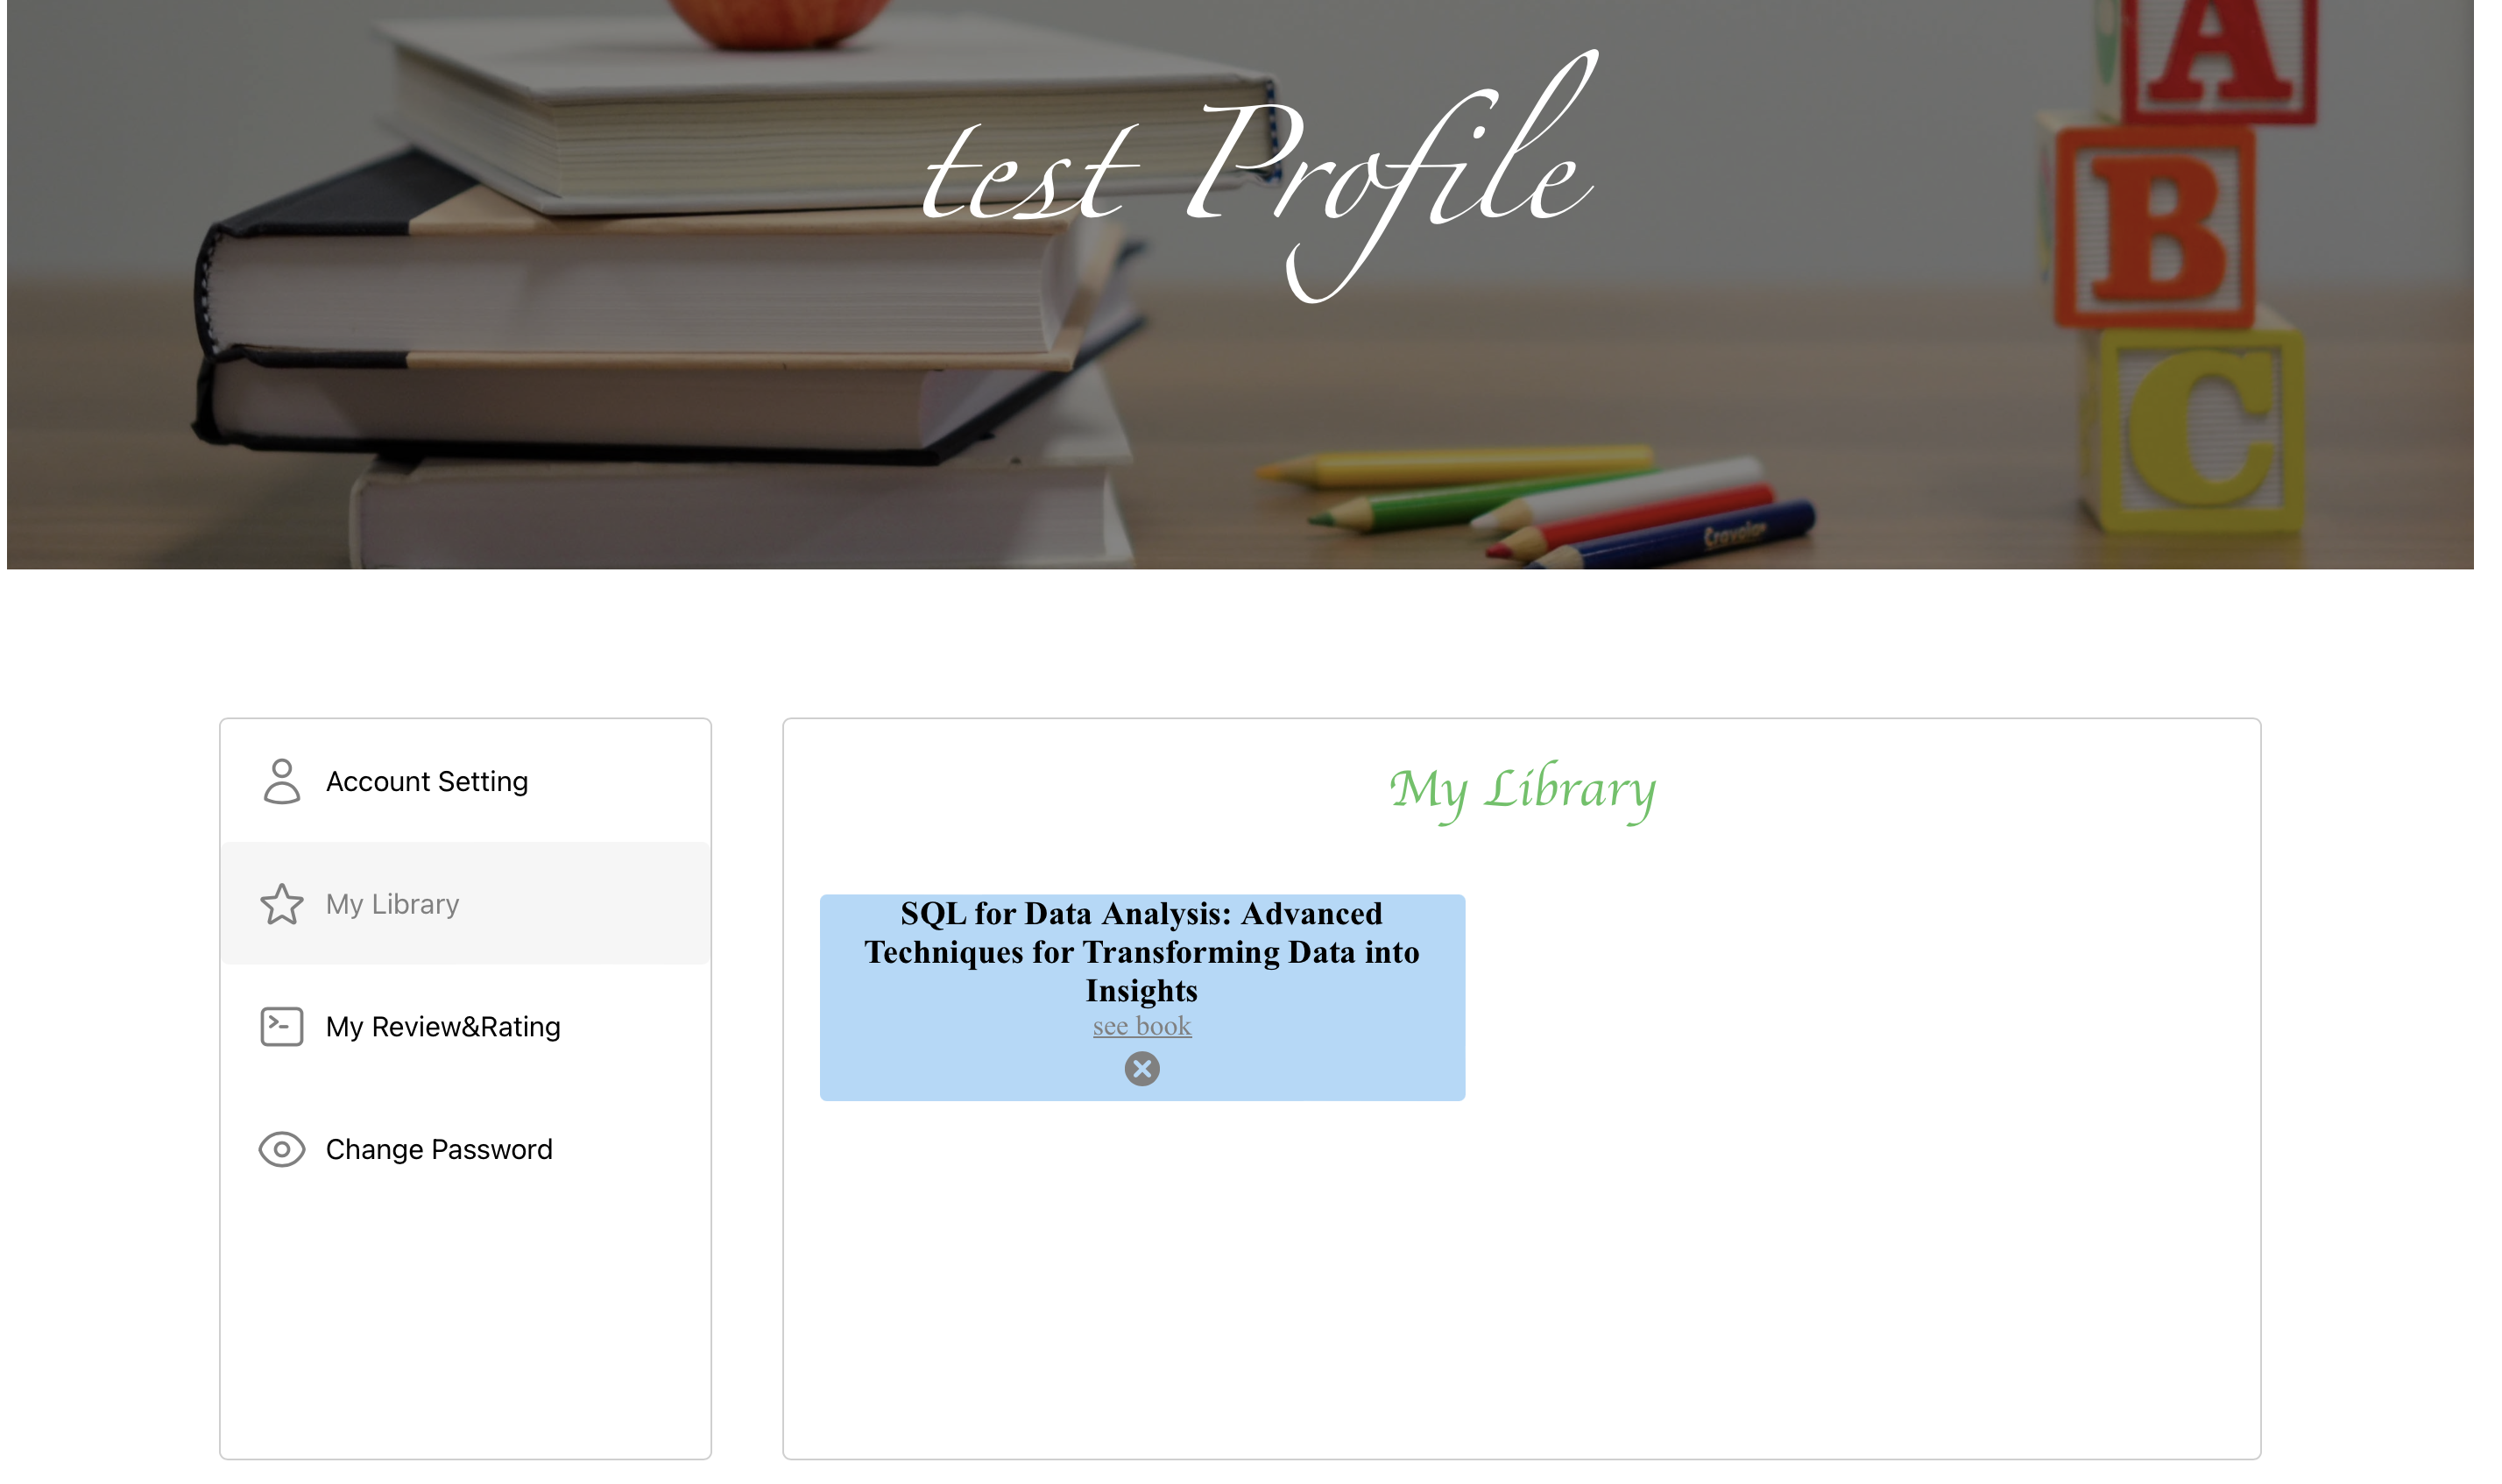 test Profile
A
B
C
Crayola
Account Setting
My Library
My Review&Rating
Change Password
My Library
SQL for Data Analysis: Advanced
Techniques for Transforming Data into
Insights
see book